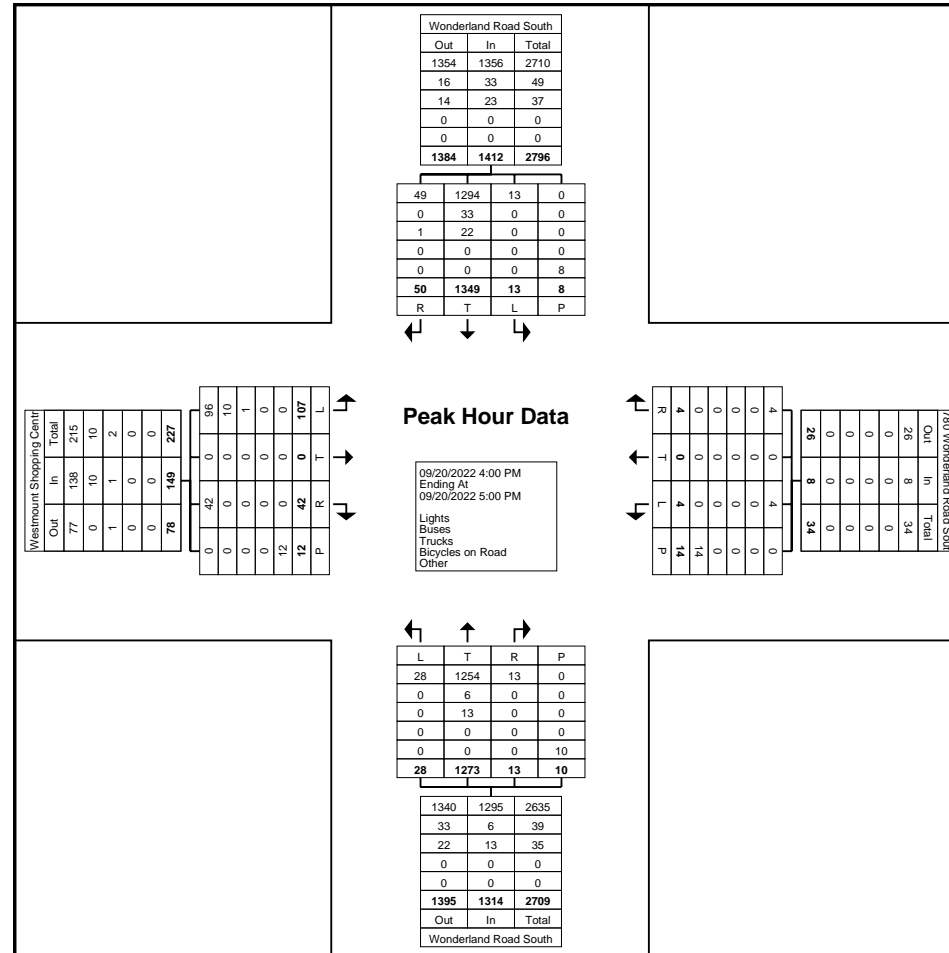 Wonderland Road South
Out In Total
1354 1356 2710
16 33 49
14 23 37
0 0 0
0 0 0
1384 1412 2796
49 1294 13 0
0 33 0 0
1 22 0 0
0 0 0 0
0 0 0 8
50 1349 13 8
R T L P
Westmount Shopping Centr
Total In Out
215 138 77
10 10 0
2 1 1
0 0 0
0 0 0
227 149 78
96 0 42 0
10 0 0 0
1 0 0 0
0 0 0 0
0 0 0 12
107 0 42 12
L T R P
Peak Hour Data
09/20/2022 4:00 PM
Ending At
09/20/2022 5:00 PM
Lights
Buses
Trucks
Bicycles on Road
Other
R T L P
4 0 4 14
0 0 0 14
0 0 0 0
0 0 0 0
0 0 0 0
4 0 4 0
26 8 34
0 0 0
0 0 0
0 0 0
0 0 0
26 8 34
Out In Total
780 Wonderland Road Sout
L T R P
28 1254 13 0
0 6 0 0
0 13 0 0
0 0 0 0
0 0 0 10
28 1273 13 10
1340 1295 2635
33 6 39
22 13 35
0 0 0
0 0 0
1395 1314 2709
Out In Total
Wonderland Road South